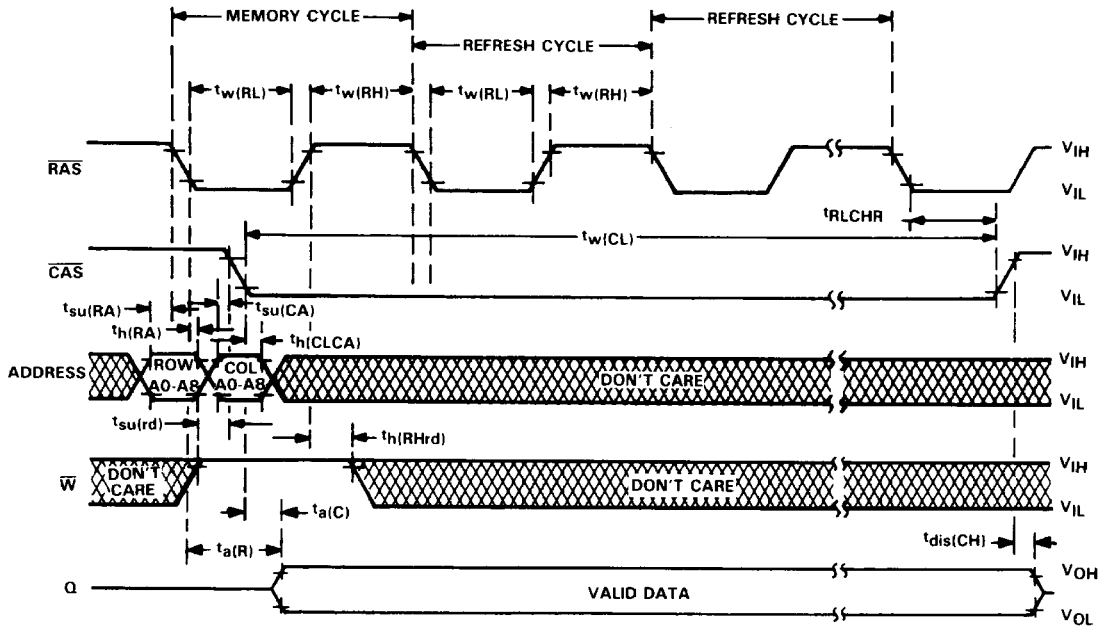 MEMORY CYCLE
REFRESH CYCLE
REFRESH CYCLE
tw(RL)
tw(RH)
tw(RL)
tw(RH)
RAS
VIH
VIL
tRLCHR
tw(CL)
CAS
VIH
VIL
tsu(RA)
tsu(CA)
th(RA)
th(CLCA)
ADDRESS
ROW
A0-A8
COL
A0-A8
DON'T CARE
VIH
VIL
tsu(rd)
th(RHrd)
W
DON'T
CARE
DON'T CARE
VIH
VIL
ta(C)
ta(R)
tdis(CH)
Q
VALID DATA
VOH
VOL